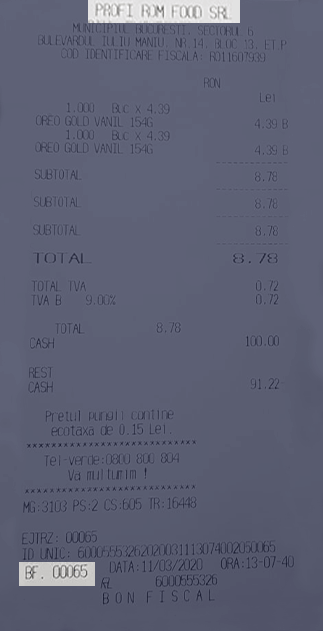 PROFI ROM FOOD SRL
MUNICIPIUL BUCURESTI, SECTORUL 6
BULEVARDUL IULIU MANIU, NR.14, BLOC 13, ET.P
COD IDENTIFICARE FISCALA: RO11607939
RON
Lei
1.000 Buc x 4.39
OREO GOLD VANIL 154G 4.39 B
1.000 Buc x 4.39
OREO GOLD VANIL 154G 4.39 B
SUBTOTAL 8.78
SUBTOTAL 8.78
SUBTOTAL 8.78
TOTAL 8.78
TOTAL TVA 0.72
TVA B 9.00% 0.72
TOTAL 8.78
CASH 100.00
REST
CASH 91.22
Pretul pungii contine
ecotaxa de 0.15 Lei.
Tel-verde:0800 800 804
Va multumim !
MG:3103 PS:2 CS:605 TR:16448
EJTRZ: 00065
BF. 00065 DATA:11/03/2020 ORA:13-07-40
6000555326
BON FISCAL